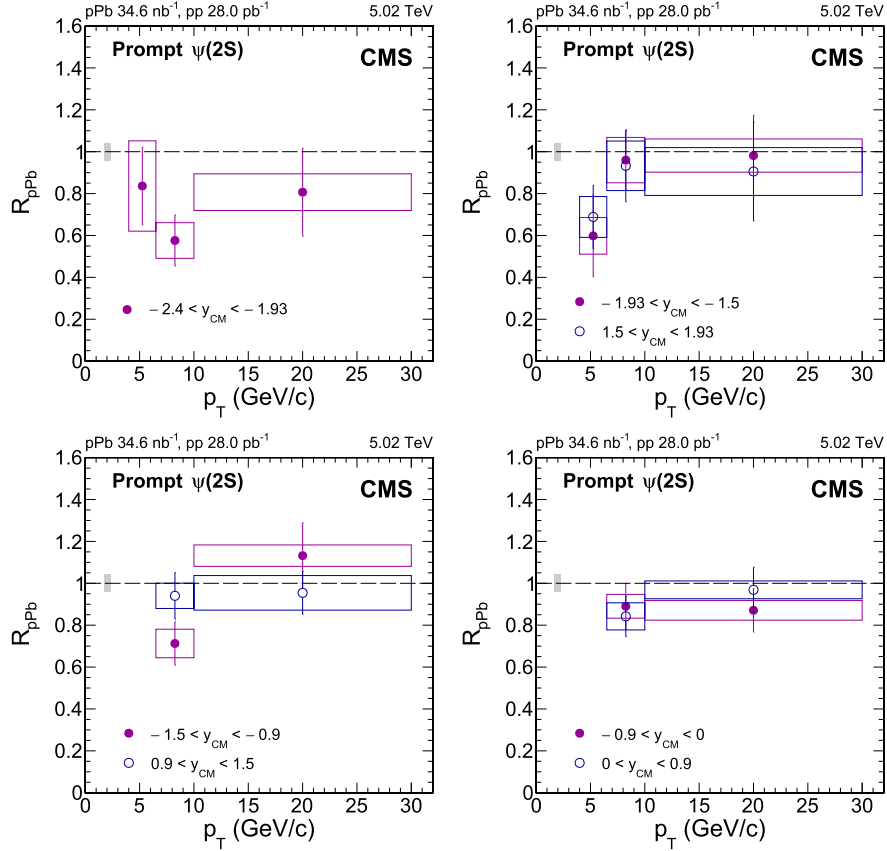 pPb 34.6 nb⁻¹, pp 28.0 pb⁻¹ 5.02 TeV
Prompt ψ(2S) CMS
R_pPb
1.6
1.4
1.2
1
0.8
0.6
0.4
0.2
0
− 2.4 < y_CM < −1.93
0 5 10 15 20 25 30
p_T (GeV/c)
pPb 34.6 nb⁻¹, pp 28.0 pb⁻¹ 5.02 TeV
Prompt ψ(2S) CMS
R_pPb
1.6
1.4
1.2
1
0.8
0.6
0.4
0.2
0
− 1.93 < y_CM < − 1.5
1.5 < y_CM < 1.93
0 5 10 15 20 25 30
p_T (GeV/c)
pPb 34.6 nb⁻¹, pp 28.0 pb⁻¹ 5.02 TeV
Prompt ψ(2S) CMS
R_pPb
1.6
1.4
1.2
1
0.8
0.6
0.4
0.2
0
− 1.5 < y_CM < − 0.9
0.9 < y_CM < 1.5
0 5 10 15 20 25 30
p_T (GeV/c)
pPb 34.6 nb⁻¹, pp 28.0 pb⁻¹ 5.02 TeV
Prompt ψ(2S) CMS
R_pPb
1.6
1.4
1.2
1
0.8
0.6
0.4
0.2
0
− 0.9 < y_CM < 0
0 < y_CM < 0.9
0 5 10 15 20 25 30
p_T (GeV/c)